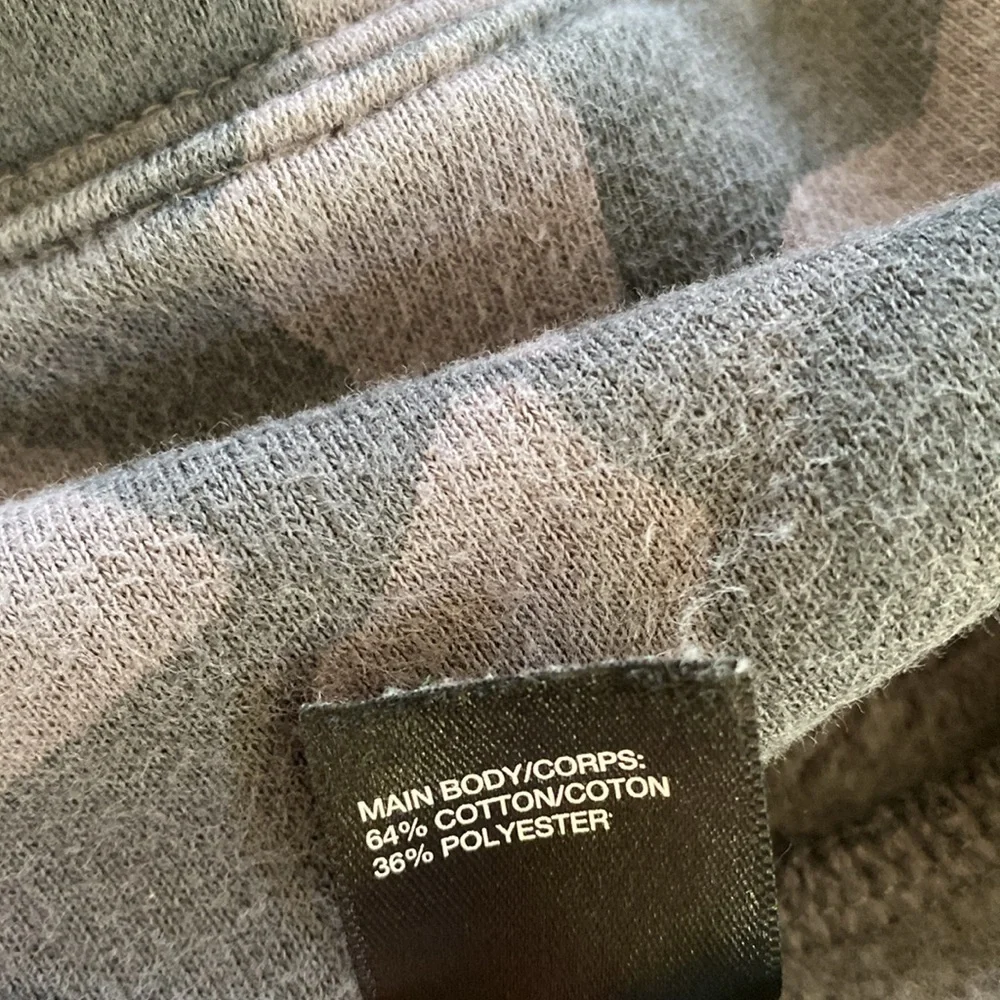 MAIN BODY/CORPS:
64% COTTON/COTON
36% POLYESTER